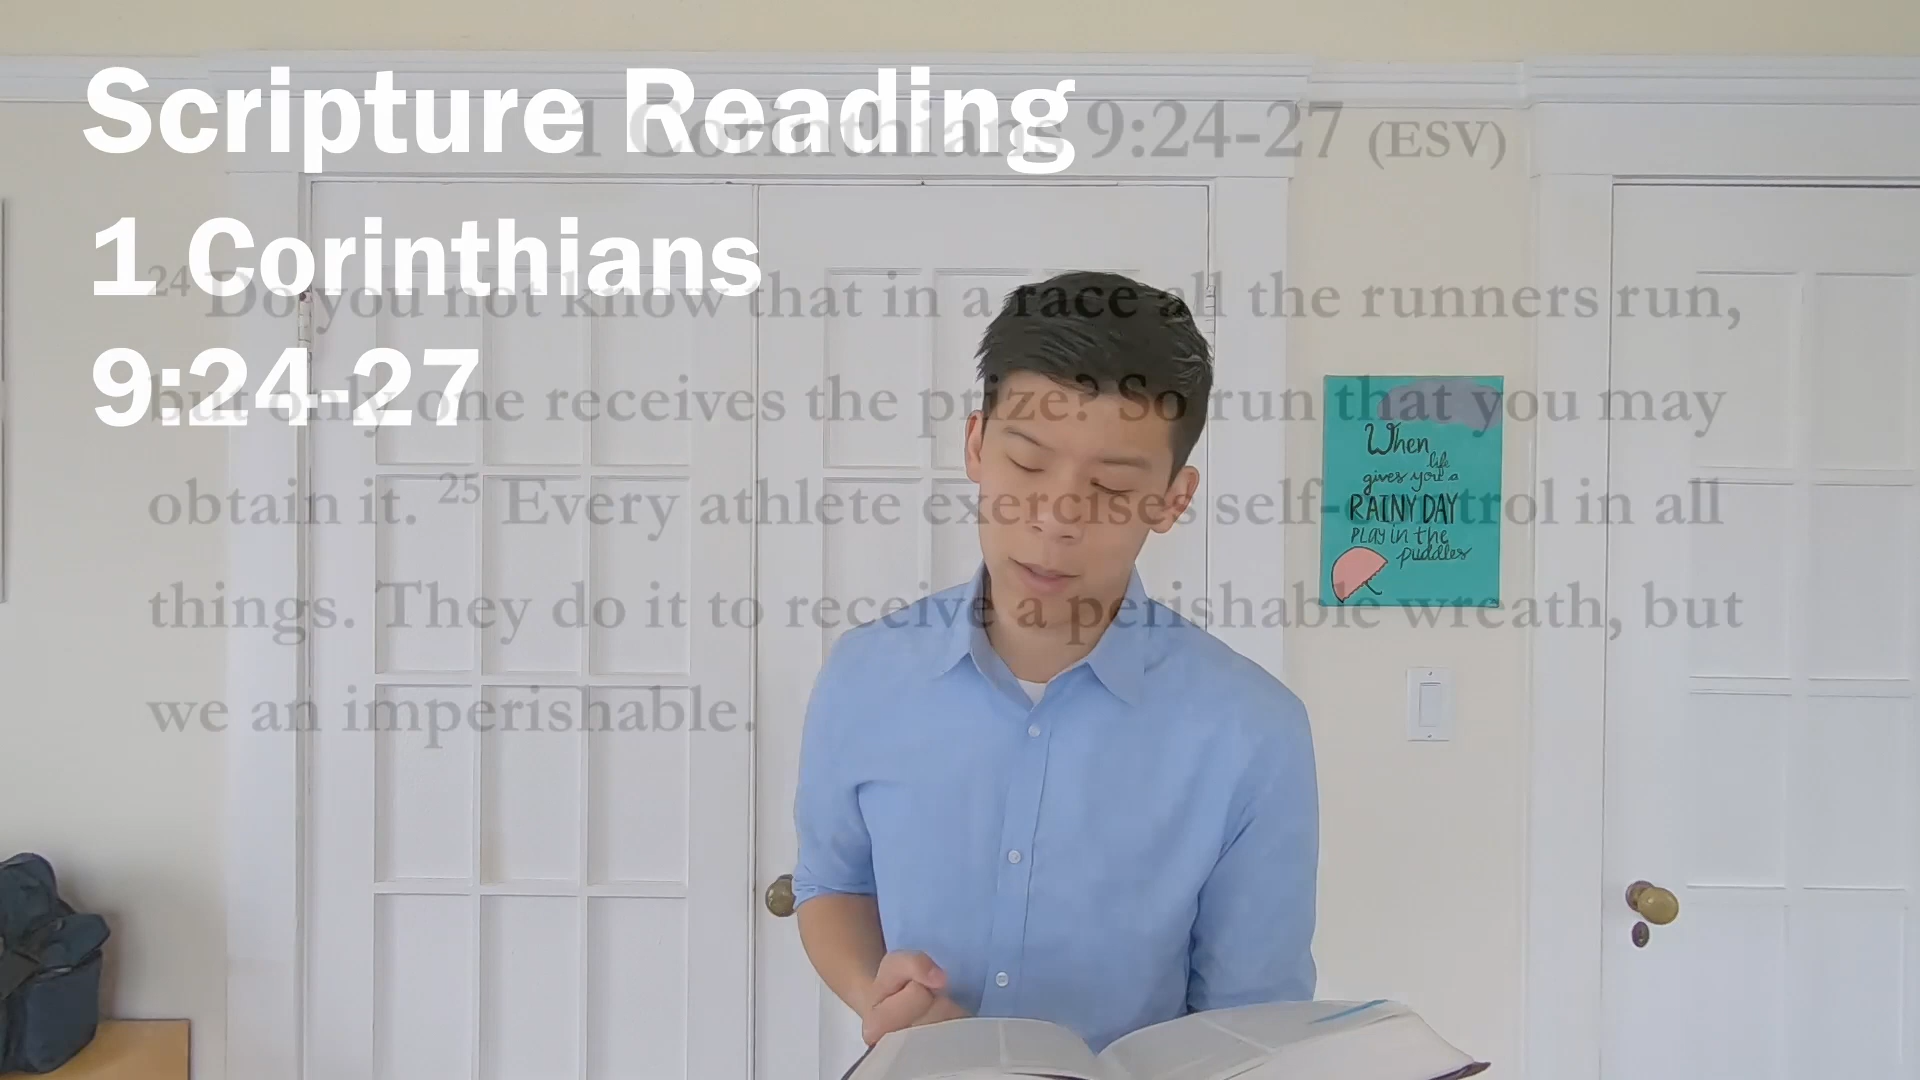 Scripture Reading
1 Corinthians
9:24-27
1 Corinthians 9:24-27 (ESV)
24 Do you not know that in a race all the runners run,
but only one receives the prize? So run that you may
obtain it. 25 Every athlete exercises self-control in all
things. They do it to receive a perishable wreath, but
we an imperishable.
When
life
gives you a
RAINY DAY
PLAY in the
puddles